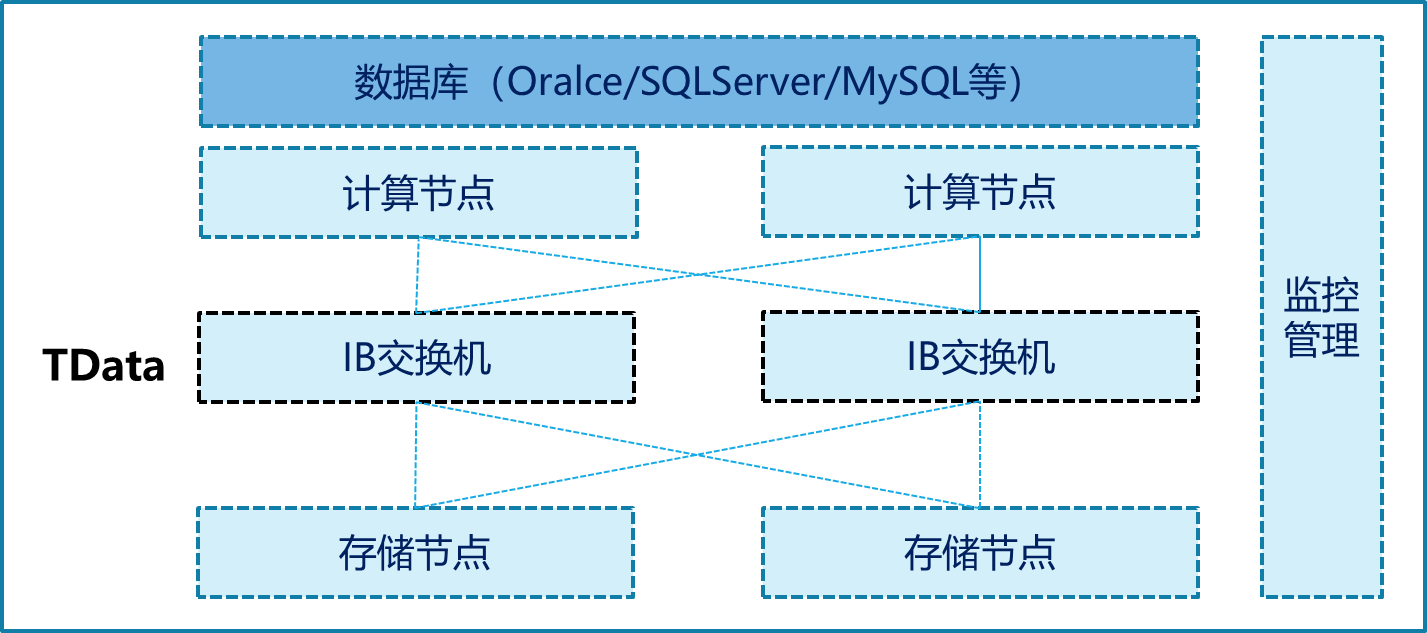 数据库（Oralce/SQLServer/MySQL等）
计算节点
计算节点
TData
IB交换机
IB交换机
存储节点
存储节点
监控
管理